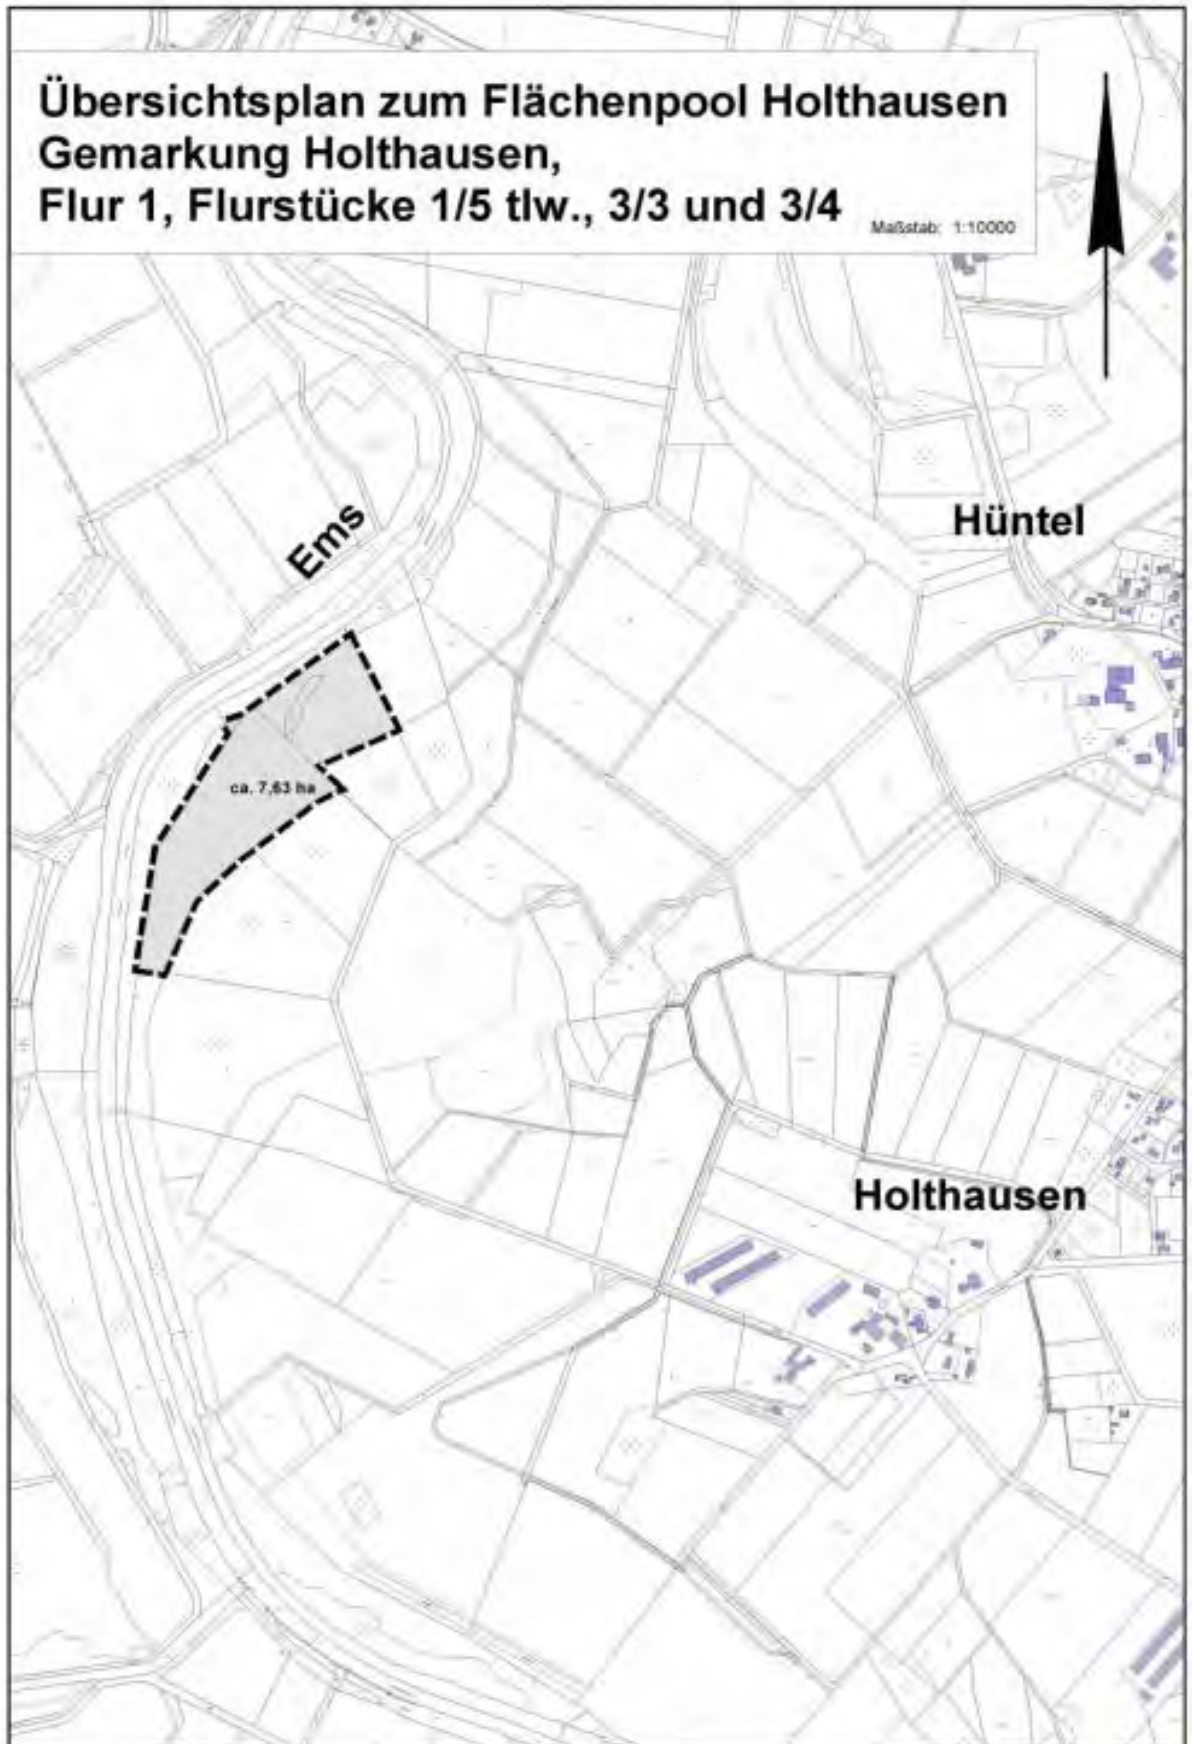 Übersichtsplan zum Flächenpool Holthausen
Gemarkung Holthausen,
Flur 1, Flurstücke 1/5 tlw., 3/3 und 3/4
Maßstab: 1:10000
Hüntel
Ems
ca. 7,63 ha
Holthausen